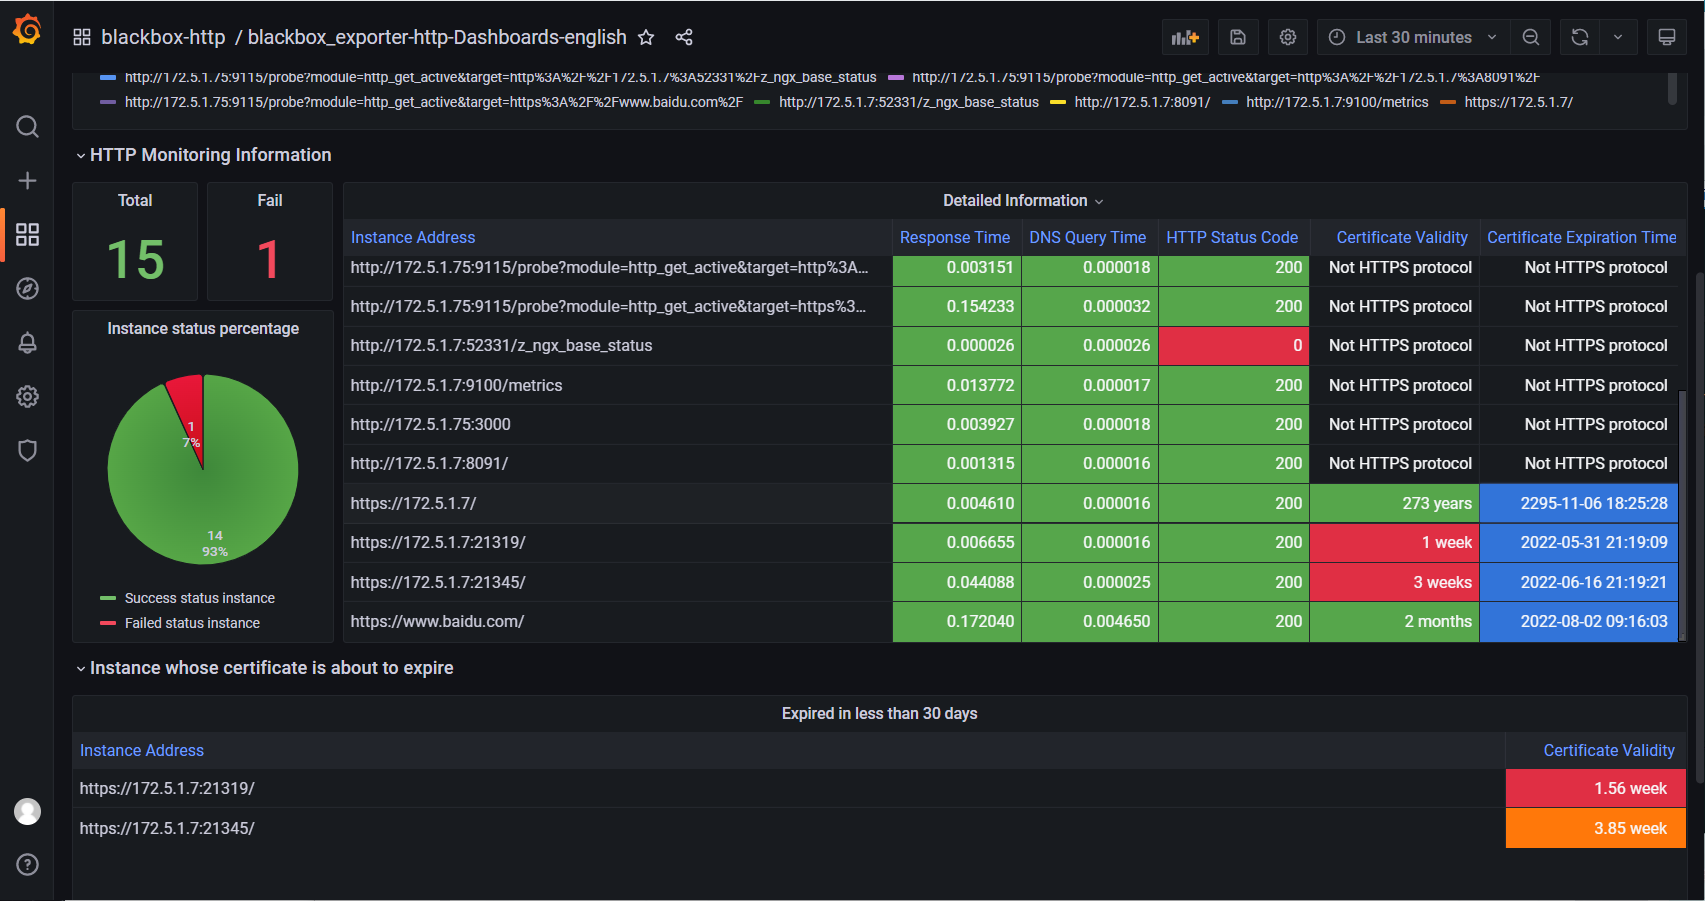 blackbox-http / blackbox_exporter-http-Dashboards-english
Last 30 minutes
http://172.5.1.75:9115/probe?module=http_get_active&target=http%3A%2F%2F172.5.1.7%3A52331%2Fz_ngx_base_status http://172.5.1.75:9115/probe?module=http_get_active&target=http%3A%2F%2F172.5.1.7%3A8091%2F
http://172.5.1.75:9115/probe?module=http_get_active&target=https%3A%2F%2Fwww.baidu.com%2F http://172.5.1.7:52331/z_ngx_base_status http://172.5.1.7:8091/ http://172.5.1.7:9100/metrics https://172.5.1.7/
HTTP Monitoring Information
Total
15
Fail
1
Instance status percentage
1
7%
14
93%
Success status instance
Failed status instance
Detailed Information
Instance Address Response Time DNS Query Time HTTP Status Code Certificate Validity Certificate Expiration Time
http://172.5.1.75:9115/probe?module=http_get_active&target=http%3A... 0.003151 0.000018 200 Not HTTPS protocol Not HTTPS protocol
http://172.5.1.75:9115/probe?module=http_get_active&target=https%3... 0.154233 0.000032 200 Not HTTPS protocol Not HTTPS protocol
http://172.5.1.7:52331/z_ngx_base_status 0.000026 0.000026 0 Not HTTPS protocol Not HTTPS protocol
http://172.5.1.7:9100/metrics 0.013772 0.000017 200 Not HTTPS protocol Not HTTPS protocol
http://172.5.1.75:3000 0.003927 0.000018 200 Not HTTPS protocol Not HTTPS protocol
http://172.5.1.7:8091/ 0.001315 0.000016 200 Not HTTPS protocol Not HTTPS protocol
https://172.5.1.7/ 0.004610 0.000016 200 273 years 2295-11-06 18:25:28
https://172.5.1.7:21319/ 0.006655 0.000016 200 1 week 2022-05-31 21:19:09
https://172.5.1.7:21345/ 0.044088 0.000025 200 3 weeks 2022-06-16 21:19:21
https://www.baidu.com/ 0.172040 0.004650 200 2 months 2022-08-02 09:16:03
Instance whose certificate is about to expire
Expired in less than 30 days
Instance Address Certificate Validity
https://172.5.1.7:21319/ 1.56 week
https://172.5.1.7:21345/ 3.85 week